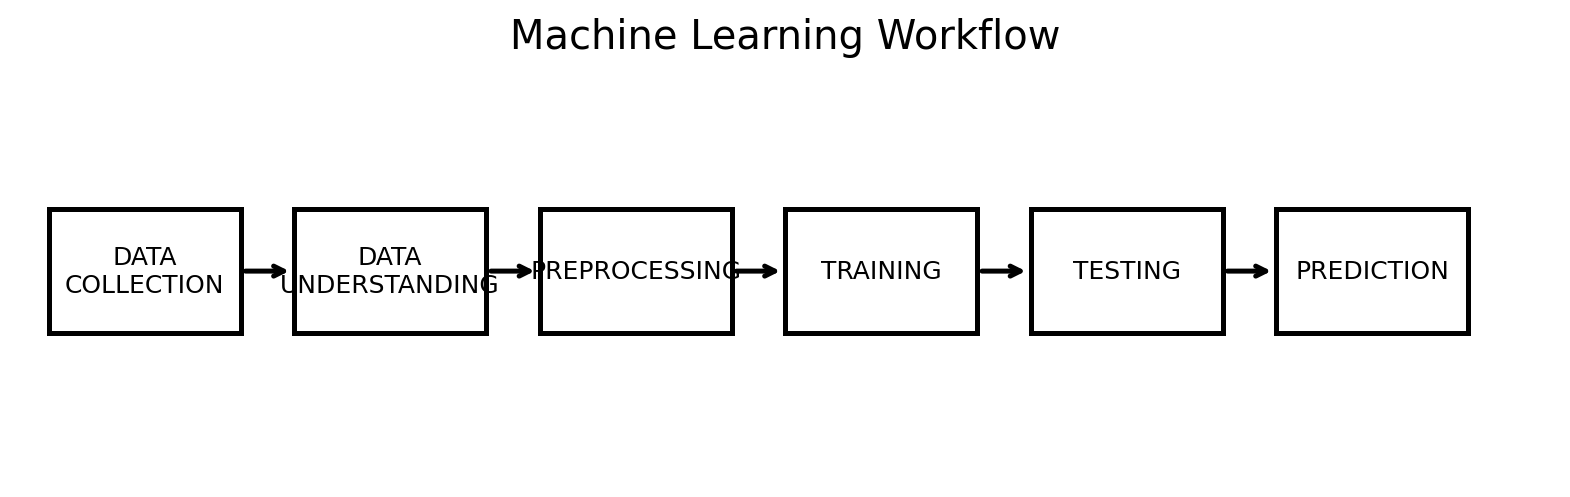 Machine Learning Workflow
DATA
COLLECTION
DATA
UNDERSTANDING
PREPROCESSING
TRAINING
TESTING
PREDICTION